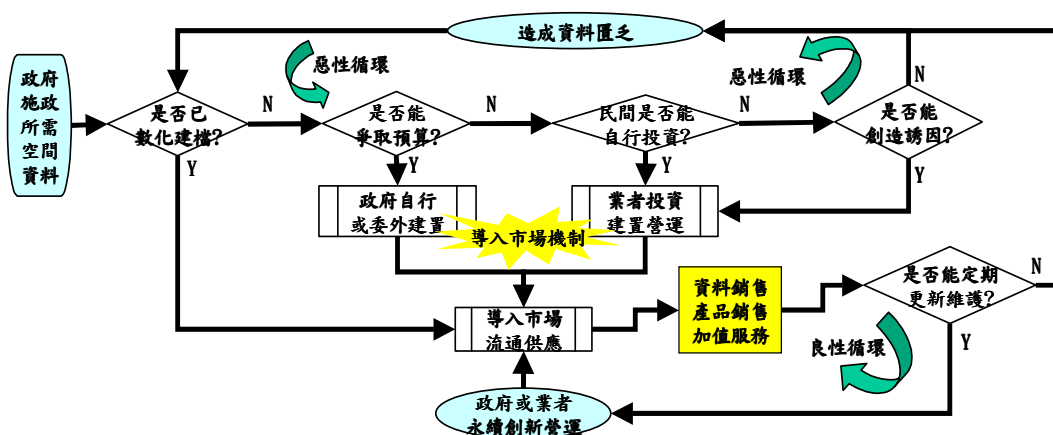 造成資料匱乏
政府
施政
所需
空間
資料
惡性循環
惡性循環
是否已
數化建檔?
N
是否能
爭取預算?
N
民間是否能
自行投資?
N
是否能
創造誘因?
N
Y
Y
Y
Y
政府自行
或委外建置
業者投資
建置營運
導入市場機制
導入市場
流通供應
資料銷售
產品銷售
加值服務
是否能定期
更新維護?
N
Y
良性循環
政府或業者
永續創新營運